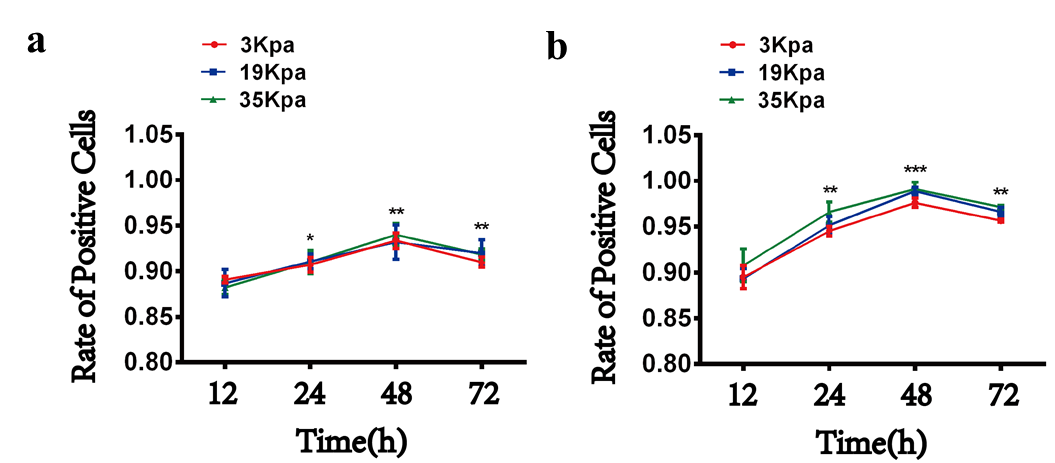 a
3Kpa
19Kpa
35Kpa
Rate of Positive Cells
1.05
1.00
0.95
0.90
0.85
0.80
*
**
**
12 24 48 72
Time(h)
b
3Kpa
19Kpa
35Kpa
Rate of Positive Cells
1.05
1.00
0.95
0.90
0.85
0.80
**
***
**
12 24 48 72
Time(h)